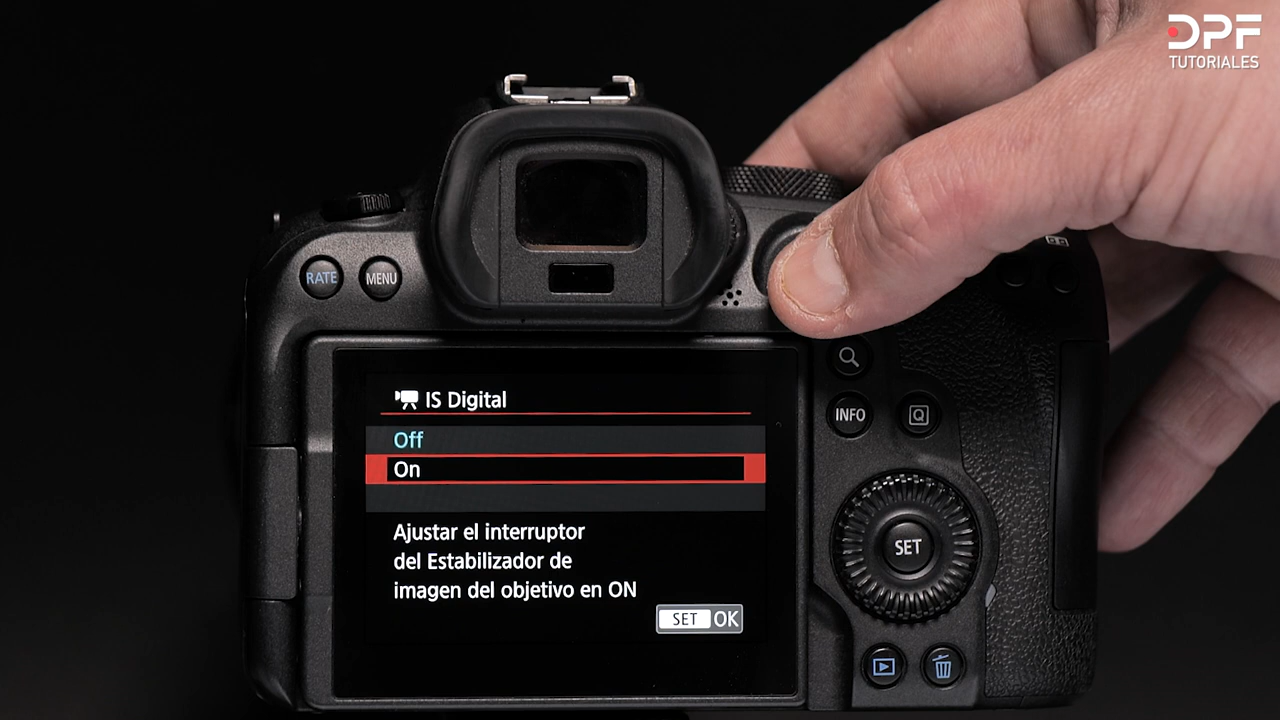 DPF
TUTORIALES
RATE
MENU
IS Digital
Off
On
Ajustar el interruptor
del Estabilizador de
imagen del objetivo en ON
SET OK
INFO
Q
SET